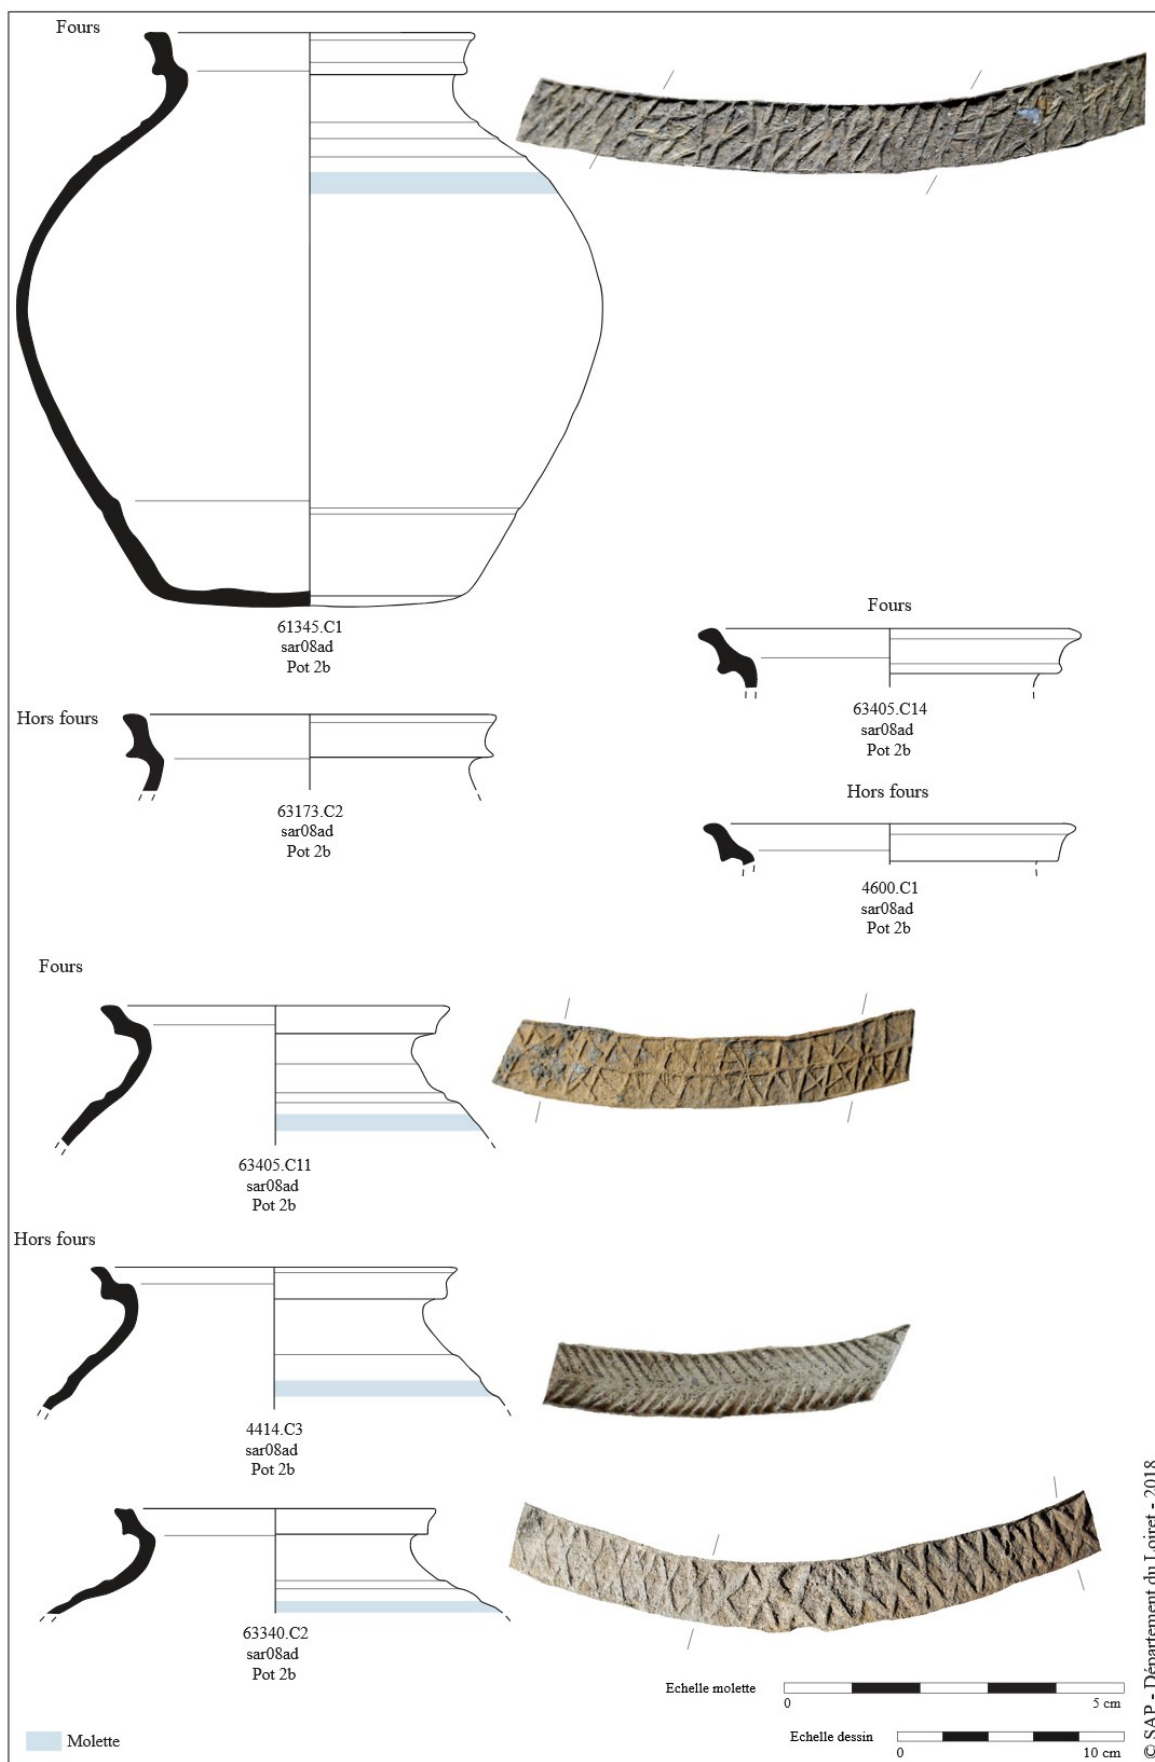 Fours
61345.C1
sar08ad
Pot 2b
Fours
63405.C14
sar08ad
Pot 2b
Hors fours
63173.C2
sar08ad
Pot 2b
Hors fours
4600.C1
sar08ad
Pot 2b
Fours
63405.C11
sar08ad
Pot 2b
Hors fours
4414.C3
sar08ad
Pot 2b
63340.C2
sar08ad
Pot 2b
Echelle molette
0 5 cm
Echelle dessin
0 10 cm
Molette
© SAP - Département du Loiret - 2018